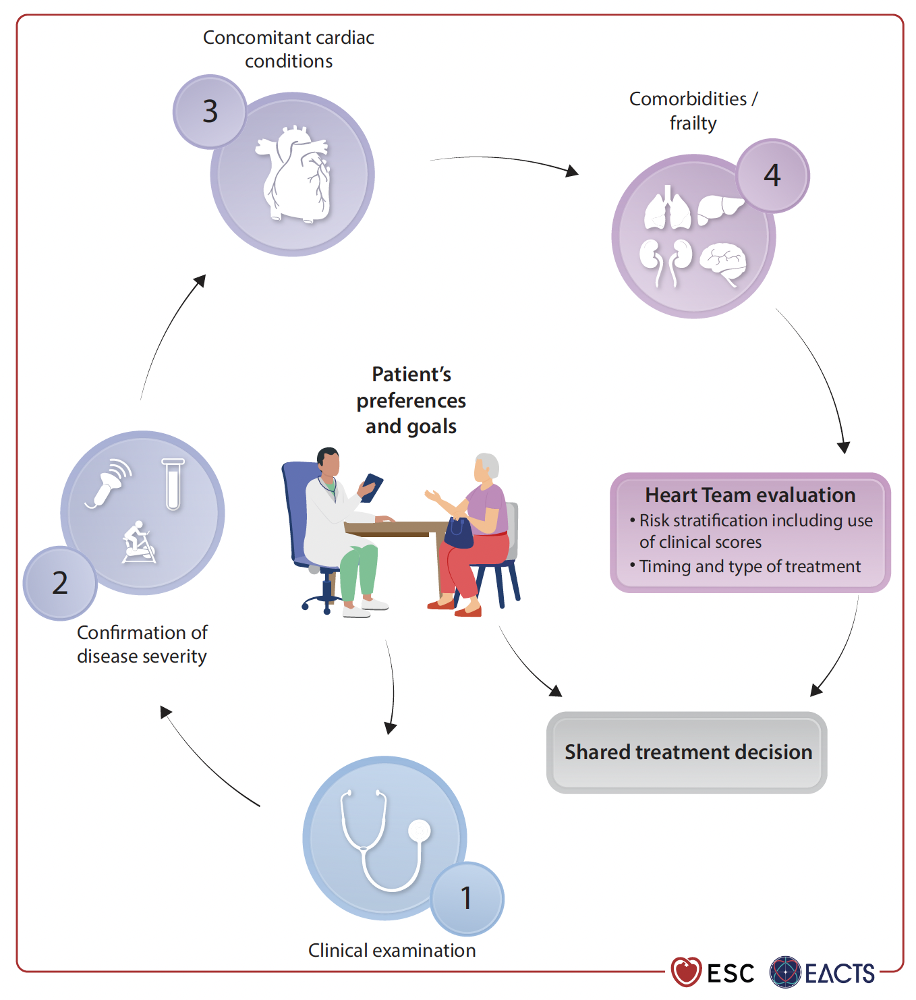 Concomitant cardiac
conditions
3
Comorbidities /
frailty
4
Patient's
preferences
and goals
Heart Team evaluation
• Risk stratification including use
of clinical scores
• Timing and type of treatment
2
Confirmation of
disease severity
Shared treatment decision
1
Clinical examination
ESC
EACTS